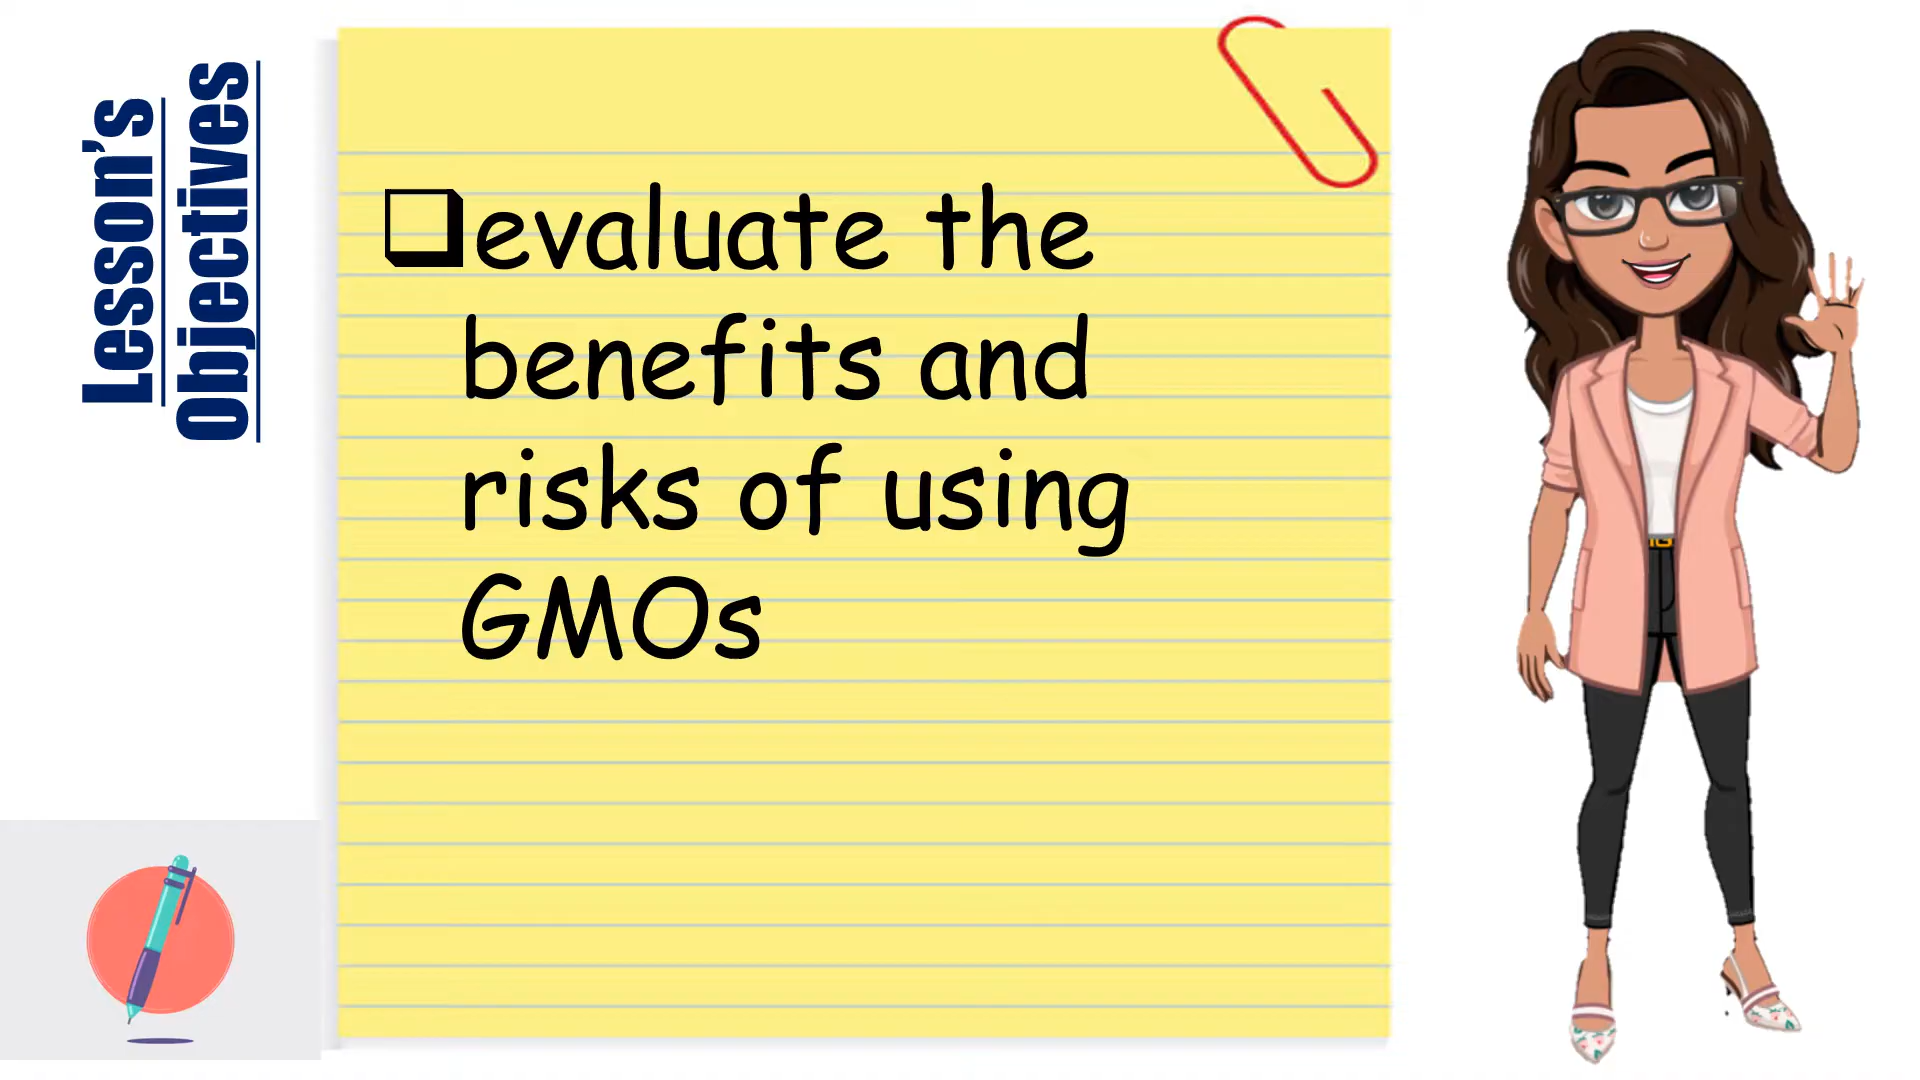 Lesson’s
Objectives
❑evaluate the
benefits and
risks of using
GMOs